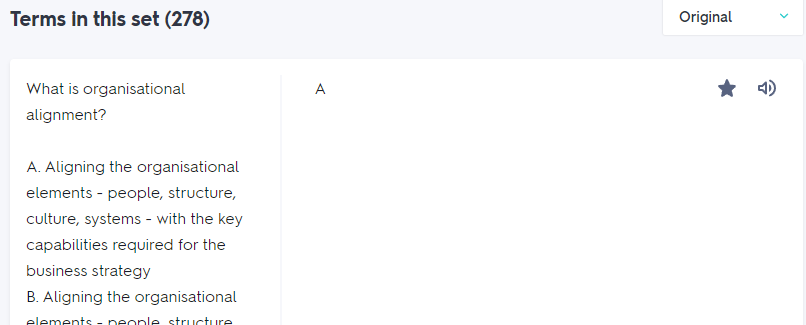 Terms in this set (278)
Original
What is organisational
alignment?
A
A. Aligning the organisational
elements - people, structure,
culture, systems - with the key
capabilities required for the
business strategy
B. Aligning the organisational
elements - people, structure